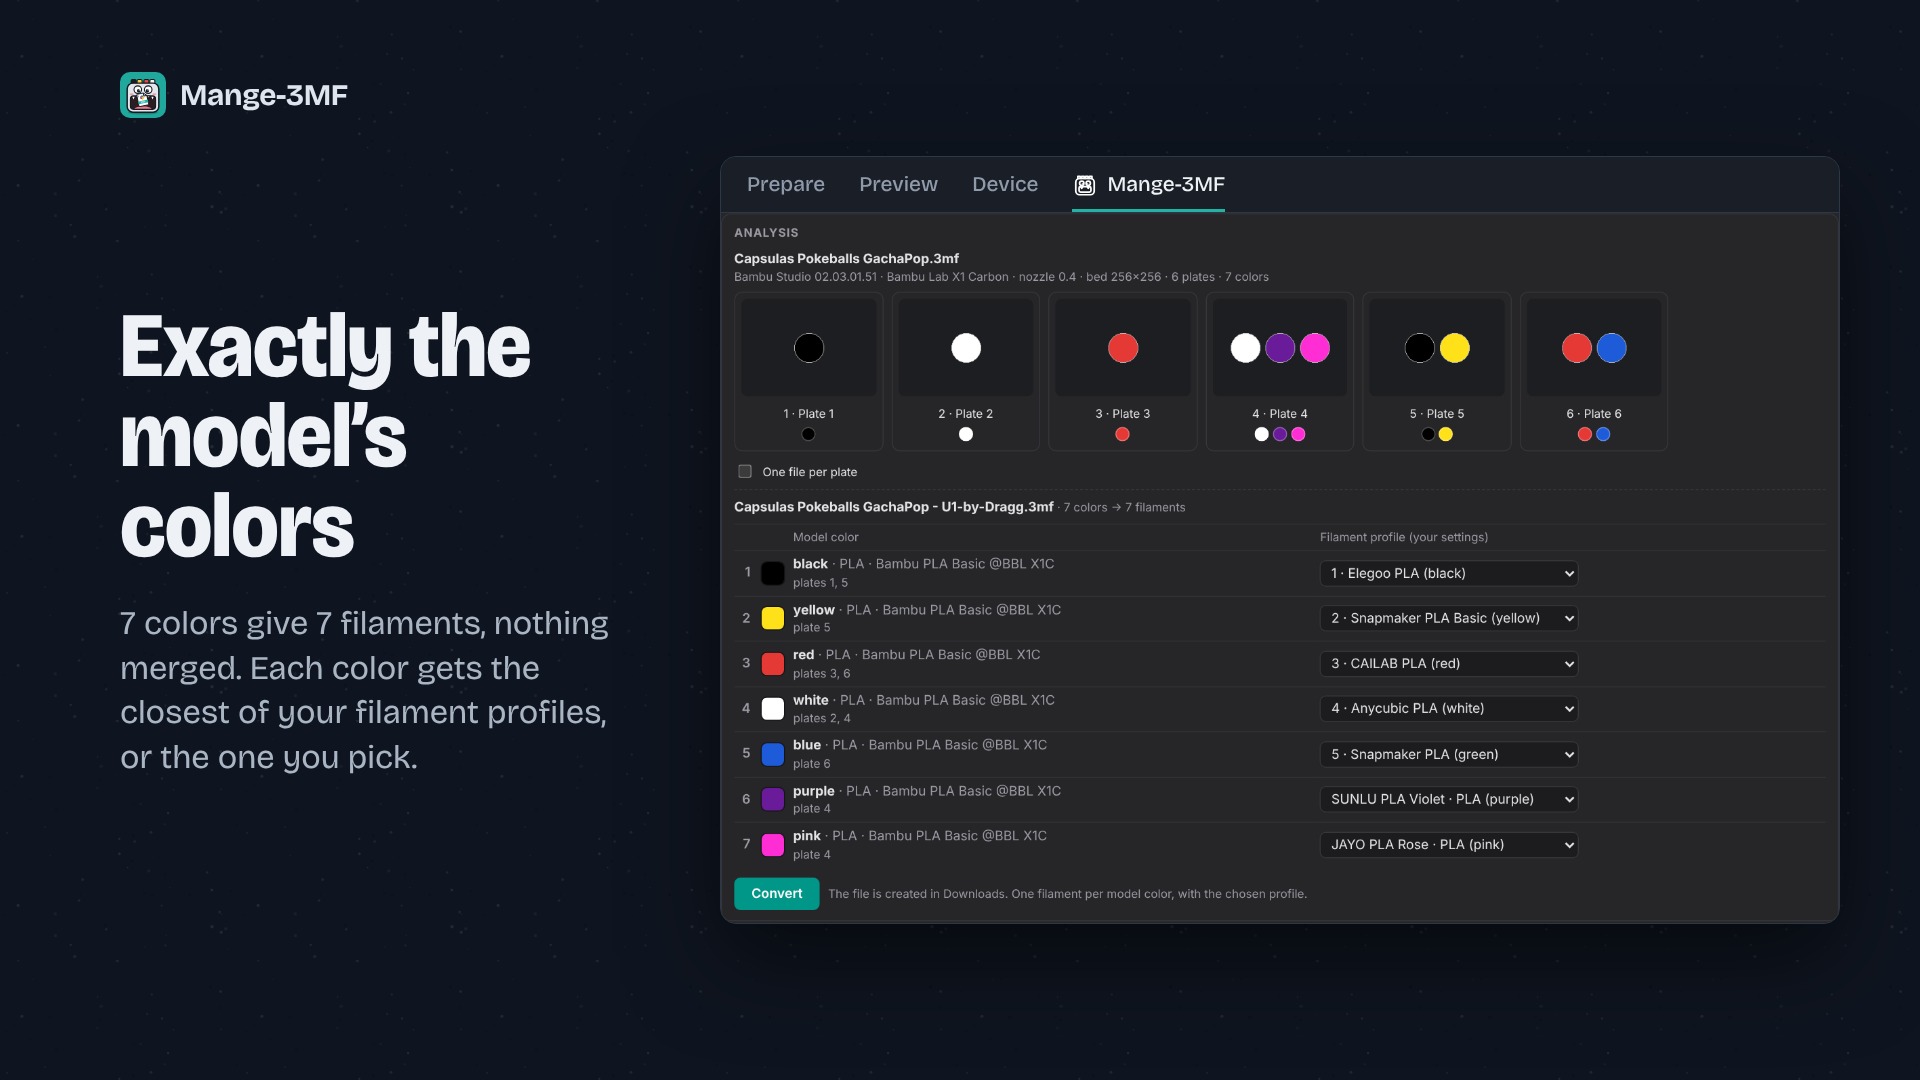 Mange-3MF
Exactly the
model’s
colors
7 colors give 7 filaments, nothing
merged. Each color gets the
closest of your filament profiles,
or the one you pick.
Prepare Preview Device Mange-3MF
ANALYSIS
Capsulas Pokeballs GachaPop.3mf
Bambu Studio 02.03.01.51 · Bambu Lab X1 Carbon · nozzle 0.4 · bed 256×256 · 6 plates · 7 colors
1 · Plate 1 2 · Plate 2 3 · Plate 3 4 · Plate 4 5 · Plate 5 6 · Plate 6
One file per plate
Capsulas Pokeballs GachaPop - U1-by-Dragg.3mf · 7 colors → 7 filaments
Model color Filament profile (your settings)
1 black · PLA · Bambu PLA Basic @BBL X1C 1 · Elegoo PLA (black)
plates 1, 5
2 yellow · PLA · Bambu PLA Basic @BBL X1C 2 · Snapmaker PLA Basic (yellow)
plate 5
3 red · PLA · Bambu PLA Basic @BBL X1C 3 · CAILAB PLA (red)
plates 3, 6
4 white · PLA · Bambu PLA Basic @BBL X1C 4 · Anycubic PLA (white)
plates 2, 4
5 blue · PLA · Bambu PLA Basic @BBL X1C 5 · Snapmaker PLA (green)
plate 6
6 purple · PLA · Bambu PLA Basic @BBL X1C SUNLU PLA Violet · PLA (purple)
plate 4
7 pink · PLA · Bambu PLA Basic @BBL X1C JAYO PLA Rose · PLA (pink)
plate 4
Convert The file is created in Downloads. One filament per model color, with the chosen profile.